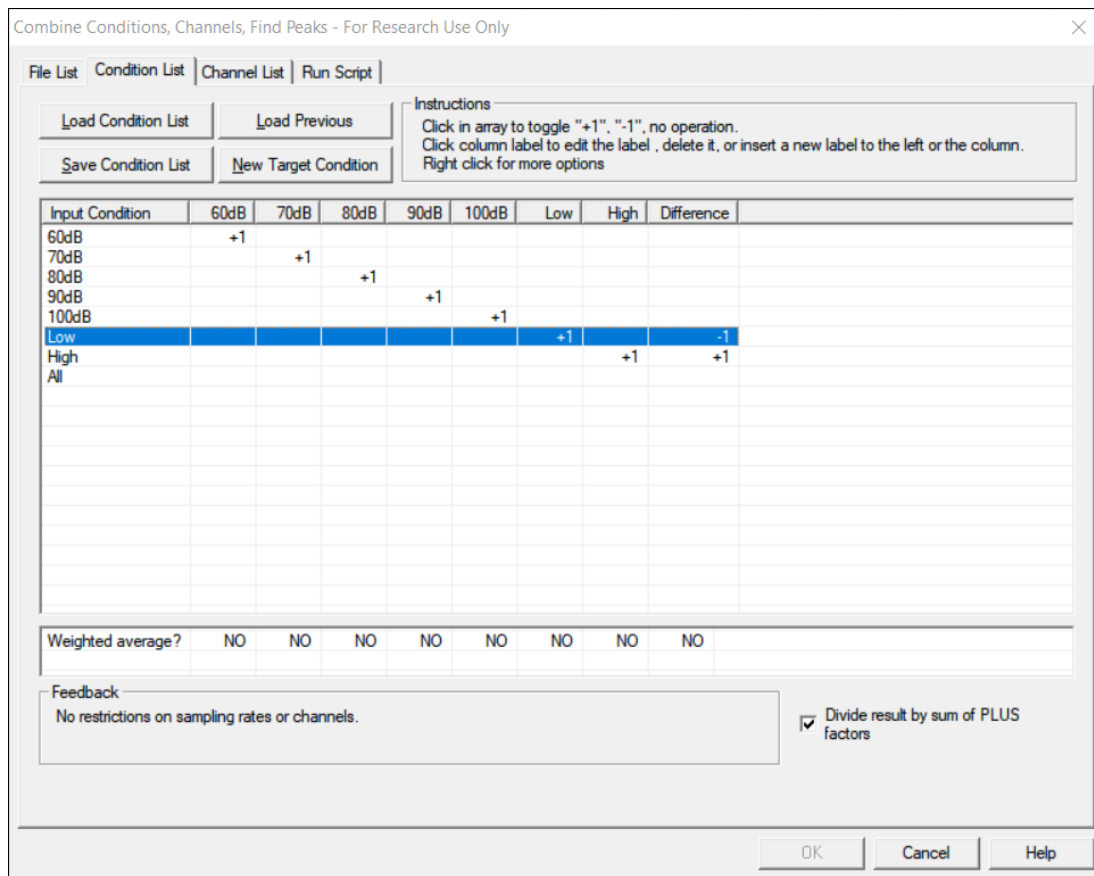 Combine Conditions, Channels, Find Peaks - For Research Use Only
File List Condition List Channel List Run Script
Load Condition List Load Previous
Save Condition List New Target Condition
Instructions
Click in array to toggle "+1", "-1", no operation.
Click column label to edit the label , delete it, or insert a new label to the left or the column.
Right click for more options
Input Condition 60dB 70dB 80dB 90dB 100dB Low High Difference
60dB +1
70dB +1
80dB +1
90dB +1
100dB +1
Low +1 -1
High +1 +1
All
Weighted average? NO NO NO NO NO NO NO NO
Feedback
No restrictions on sampling rates or channels.
Divide result by sum of PLUS
factors
OK Cancel Help